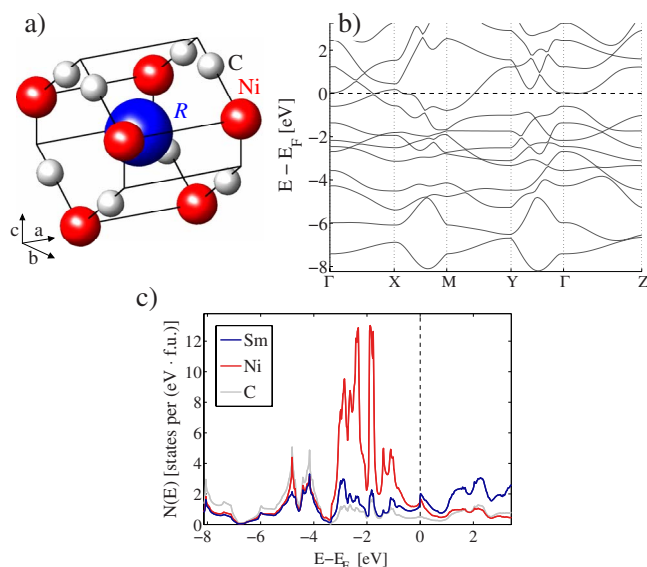 a)
C
Ni
R
c
a
b
b)
E − E_F [eV]
2
0
−2
−4
−6
−8
Γ X M Y Γ Z
c)
N(E) [states per (eV · f.u.)]
12
10
8
6
4
2
0
Sm
Ni
C
−8 −6 −4 −2 0 2
E−E_F [eV]